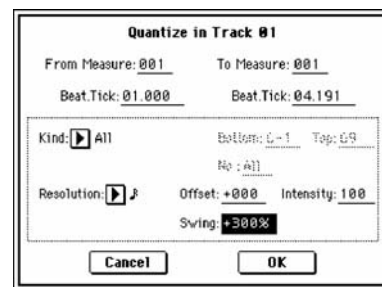 Quantize in Track 01
From Measure: 001 To Measure: 001
Beat.Tick: 01.000 Beat.Tick: 04.191
Kind: All Bottom: C-1 Top: G9
No.: All
Resolution: Offset: +000 Intensity: 100
Swing: +300%
Cancel OK